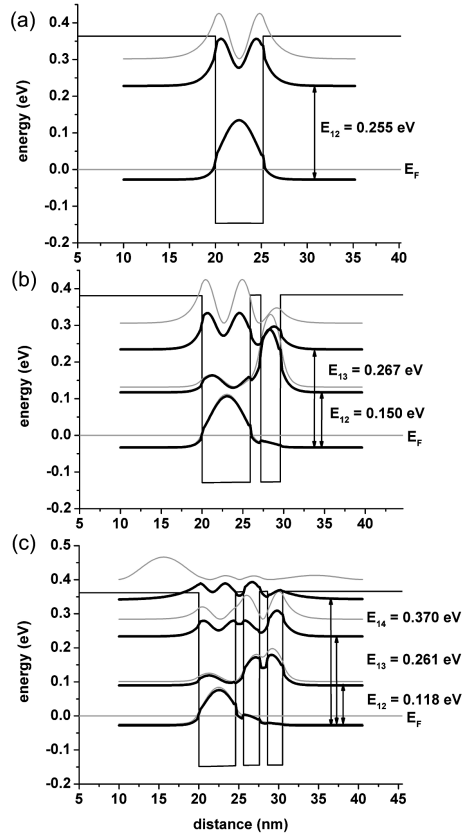 (a)
0.4
0.3
0.2
0.1
0.0
-0.1
-0.2
energy (eV)
E12 = 0.255 eV
EF
5 10 15 20 25 30 35 40
(b)
0.4
0.3
0.2
0.1
0.0
-0.1
-0.2
energy (eV)
E13 = 0.267 eV
E12 = 0.150 eV
EF
5 10 15 20 25 30 35 40
(c)
0.5
0.4
0.3
0.2
0.1
0.0
-0.1
-0.2
energy (eV)
E14 = 0.370 eV
E13 = 0.261 eV
E12 = 0.118 eV
EF
5 10 15 20 25 30 35 40 45
distance (nm)